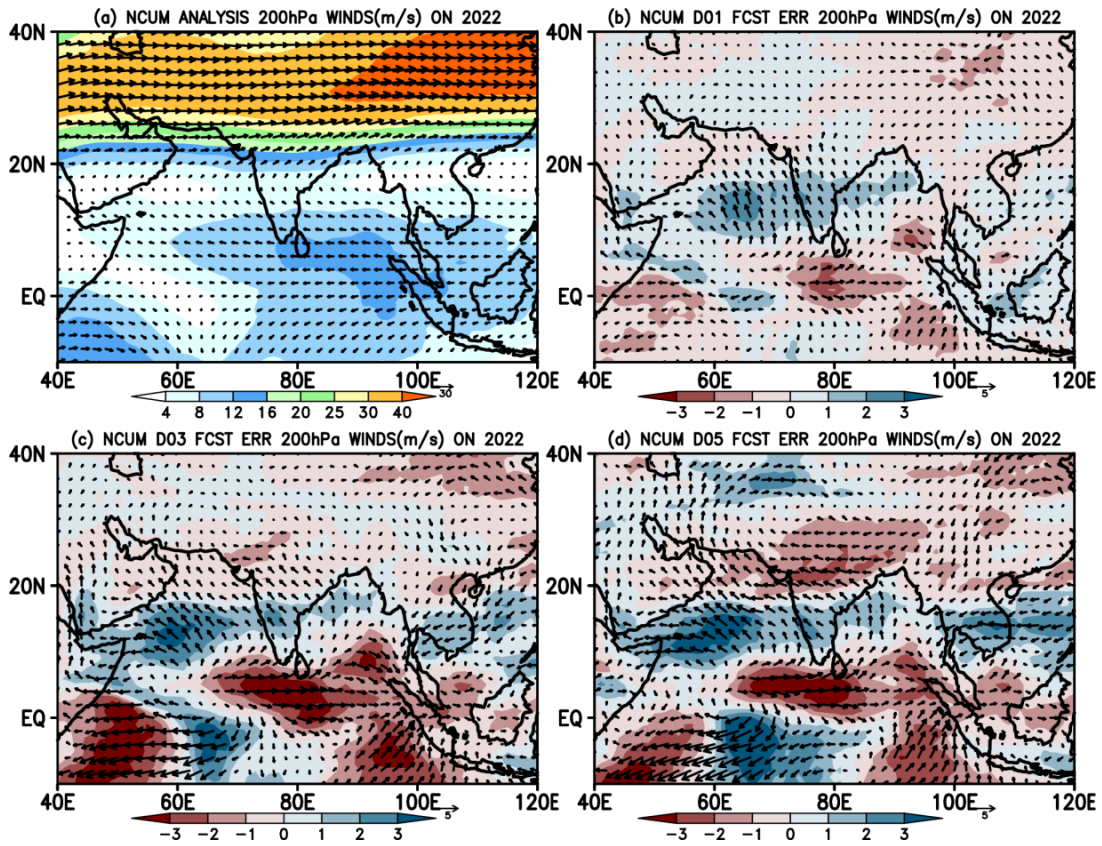 (a) NCUM ANALYSIS 200hPa WINDS(m/s) ON 2022
40N
20N
EQ
40E 60E 80E 100E 120E
30
4 8 12 16 20 25 30 40
(b) NCUM D01 FCST ERR 200hPa WINDS(m/s) ON 2022
40N
20N
EQ
40E 60E 80E 100E 120E
5
-3 -2 -1 0 1 2 3
(c) NCUM D03 FCST ERR 200hPa WINDS(m/s) ON 2022
40N
20N
EQ
40E 60E 80E 100E 120E
5
-3 -2 -1 0 1 2 3
(d) NCUM D05 FCST ERR 200hPa WINDS(m/s) ON 2022
40N
20N
EQ
40E 60E 80E 100E 120E
5
-3 -2 -1 0 1 2 3